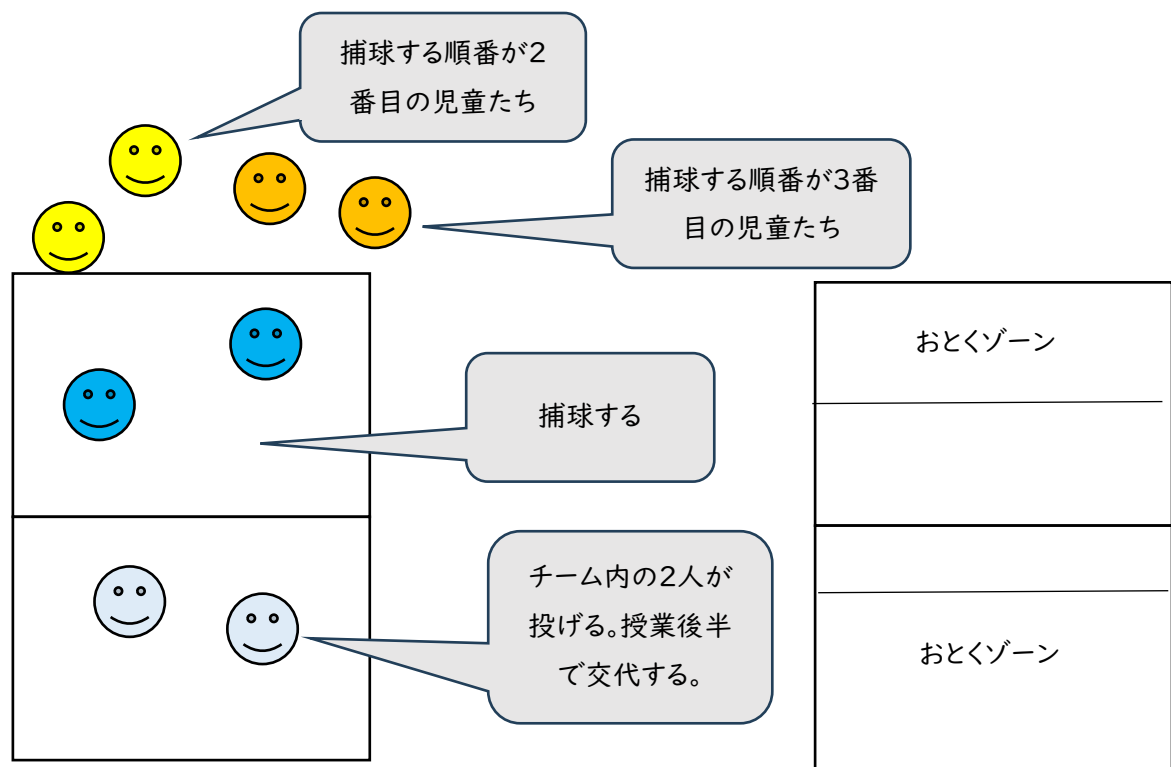 捕球する順番が2
番目の児童たち
捕球する順番が3番
目の児童たち
おとくゾーン
捕球する
チーム内の2人が
投げる。授業後半
で交代する。
おとくゾーン